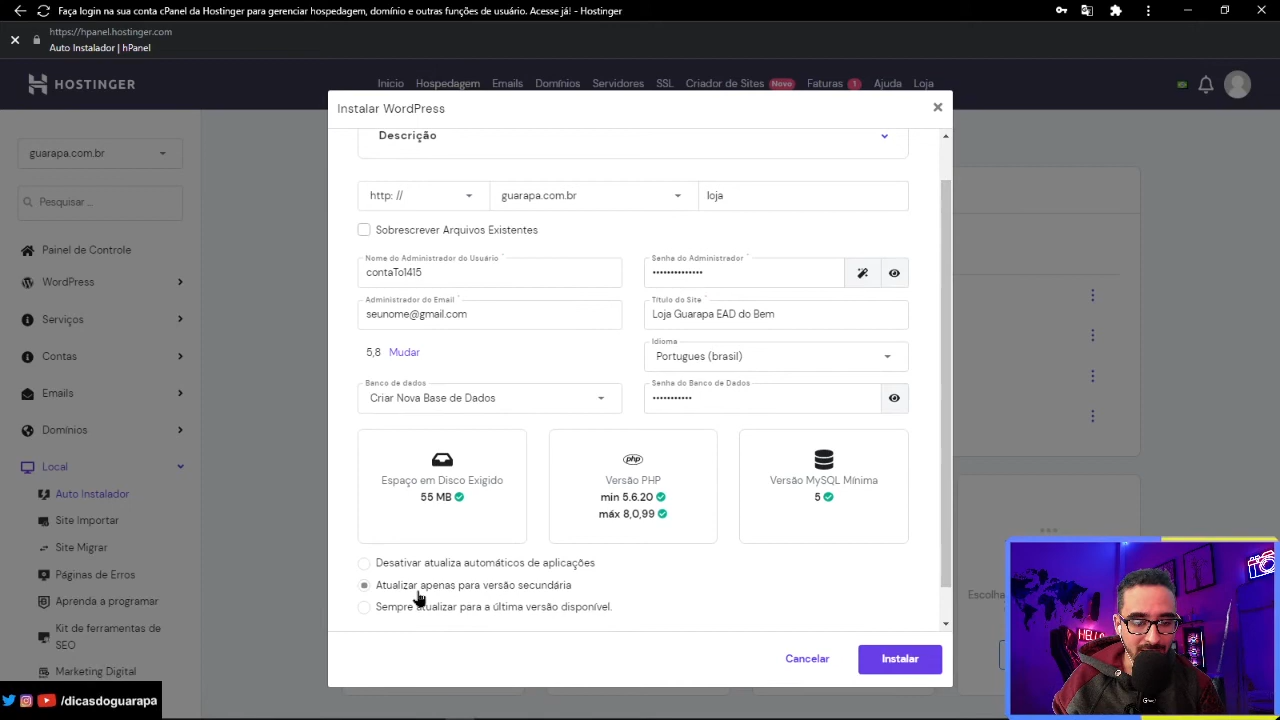 Faça login na sua conta cPanel da Hostinger para gerenciar hospedagem, domínio e outras funções de usuário. Acesse já! - Hostinger
https://hpanel.hostinger.com
Auto Instalador | hPanel
HOSTINGER
Inicio Hospedagem Emails Domínios Servidores SSL Criador de Sites Novo Faturas 1 Ajuda Loja
guarapa.com.br
Pesquisar ...
Painel de Controle
WordPress
Serviços
Contas
Emails
Domínios
Local
Auto Instalador
Site Importar
Site Migrar
Páginas de Erro
Aprenda a programar
Kit de ferramentas de
SEO
Marketing Digital
/dicasdoguarapa
Instalar WordPress
Descrição
http: // guarapa.com.br loja
Sobrescrever Arquivos Existentes
Nome do Administrador do Usuário * Senha do Administrador *
contaTo1415 ••••••••••••••
Administrador do Email * Título do Site *
seunome@gmail.com Loja Guarapa EAD do Bem
Idioma
5,8 Mudar Portugues (brasil)
Banco de dados Senha do Banco de Dados
Criar Nova Base de Dados •••••••••••
Espaço em Disco Exigido
55 MB
php
Versão PHP
min 5.6.20
máx 8,0,99
Versão MySQL Mínima
5
Desativar atualiza automáticos de aplicações
Atualizar apenas para versão secundária
Sempre atualizar para a última versão disponível.
Cancelar Instalar
Escolha
HELLO